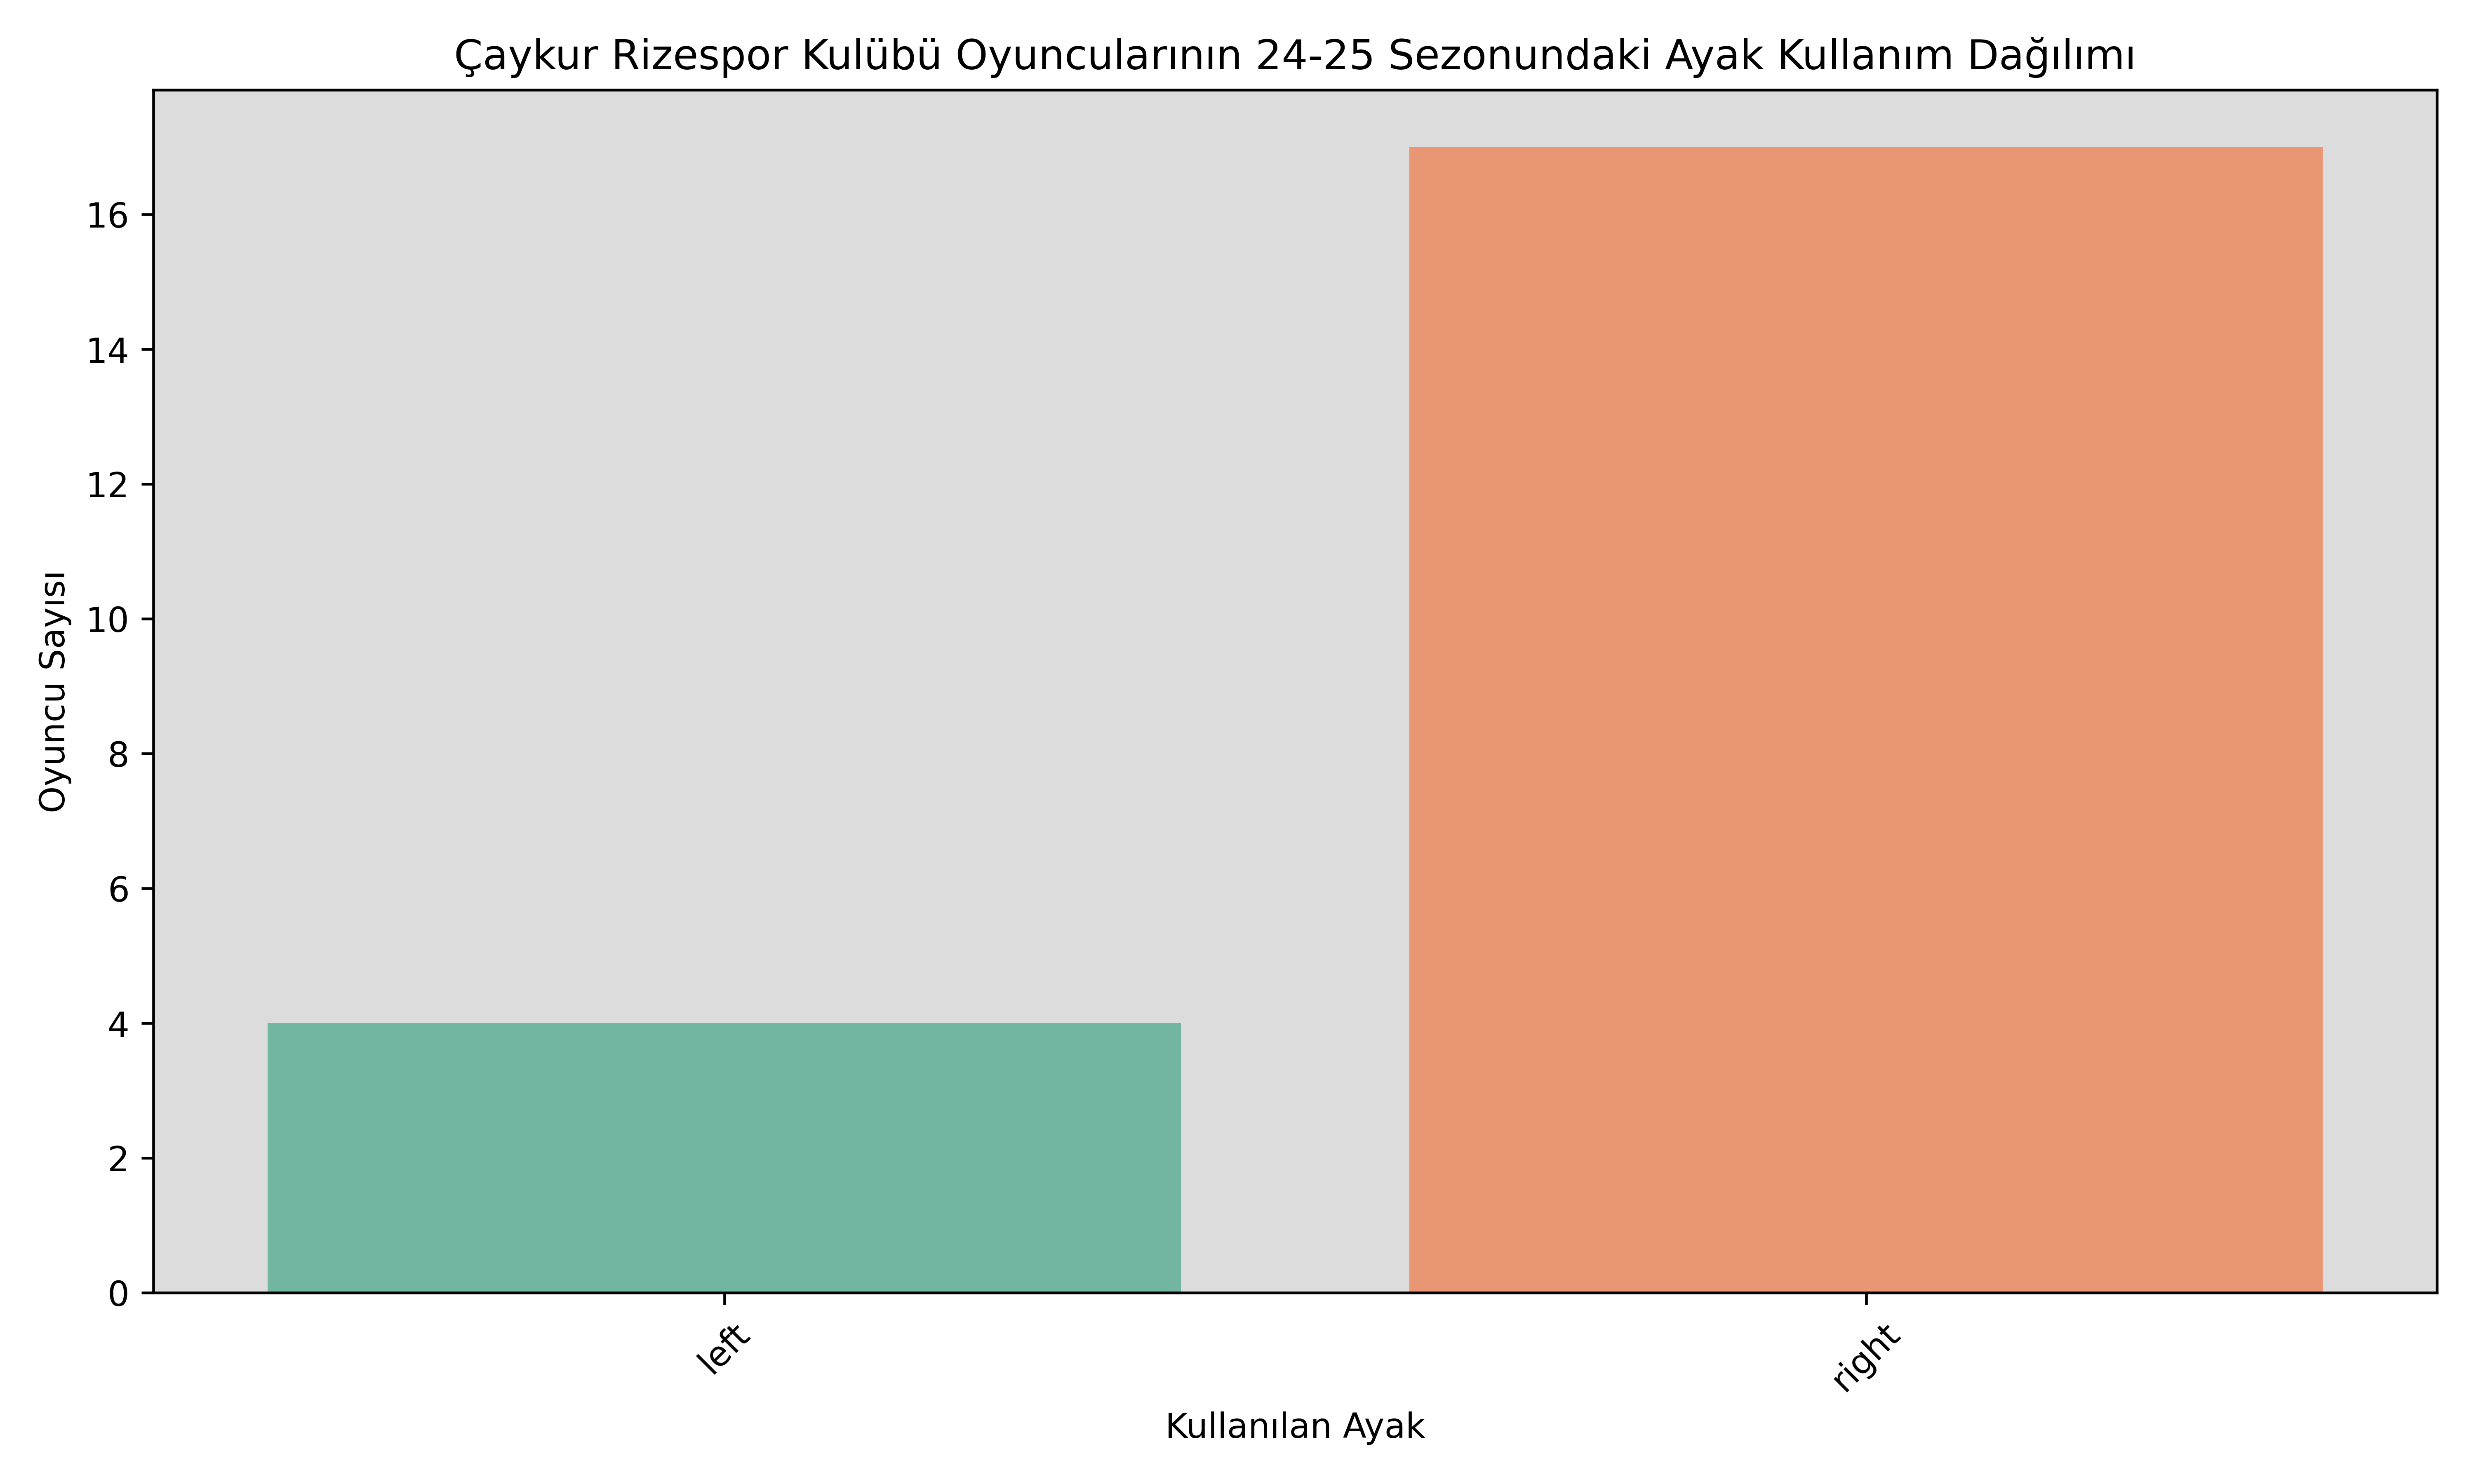 Çaykur Rizespor Kulübü Oyuncularının 24-25 Sezonundaki Ayak Kullanım Dağılımı
Oyuncu Sayısı
16
14
12
10
8
6
4
2
0
left
right
Kullanılan Ayak